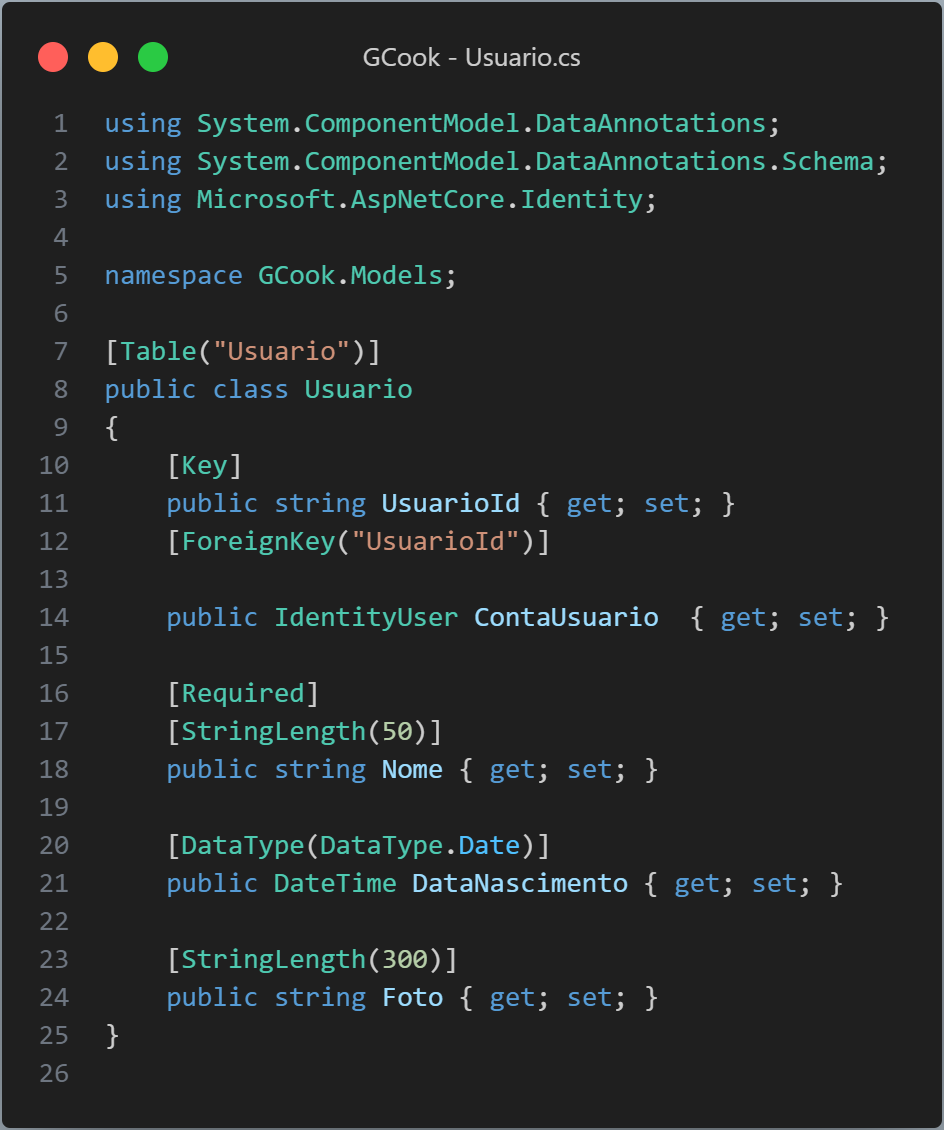 GCook - Usuario.cs
1 using System.ComponentModel.DataAnnotations;
2 using System.ComponentModel.DataAnnotations.Schema;
3 using Microsoft.AspNetCore.Identity;
4
5 namespace GCook.Models;
6
7 [Table("Usuario")]
8 public class Usuario
9 {
10     [Key]
11     public string UsuarioId { get; set; }
12     [ForeignKey("UsuarioId")]
13
14     public IdentityUser ContaUsuario  { get; set; }
15
16     [Required]
17     [StringLength(50)]
18     public string Nome { get; set; }
19
20     [DataType(DataType.Date)]
21     public DateTime DataNascimento { get; set; }
22
23     [StringLength(300)]
24     public string Foto { get; set; }
25 }
26